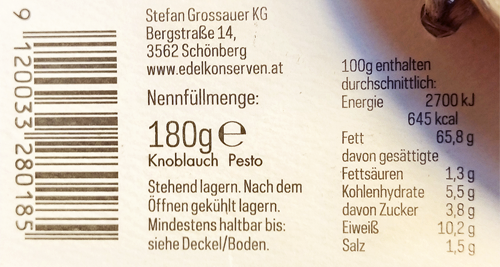 9 120033 280185
Stefan Grossauer KG
Bergstraße 14,
3562 Schönberg
www.edelkonserven.at
Nennfüllmenge:
180g ℮
Knoblauch Pesto
Stehend lagern. Nach dem
Öffnen gekühlt lagern.
Mindestens haltbar bis:
siehe Deckel/Boden.
100g enthalten
durchschnittlich:
Energie 2700 kJ
645 kcal
Fett 65,8 g
davon gesättigte
Fettsäuren 1,3 g
Kohlenhydrate 5,5 g
davon Zucker 3,8 g
Eiweiß 10,2 g
Salz 1,5 g